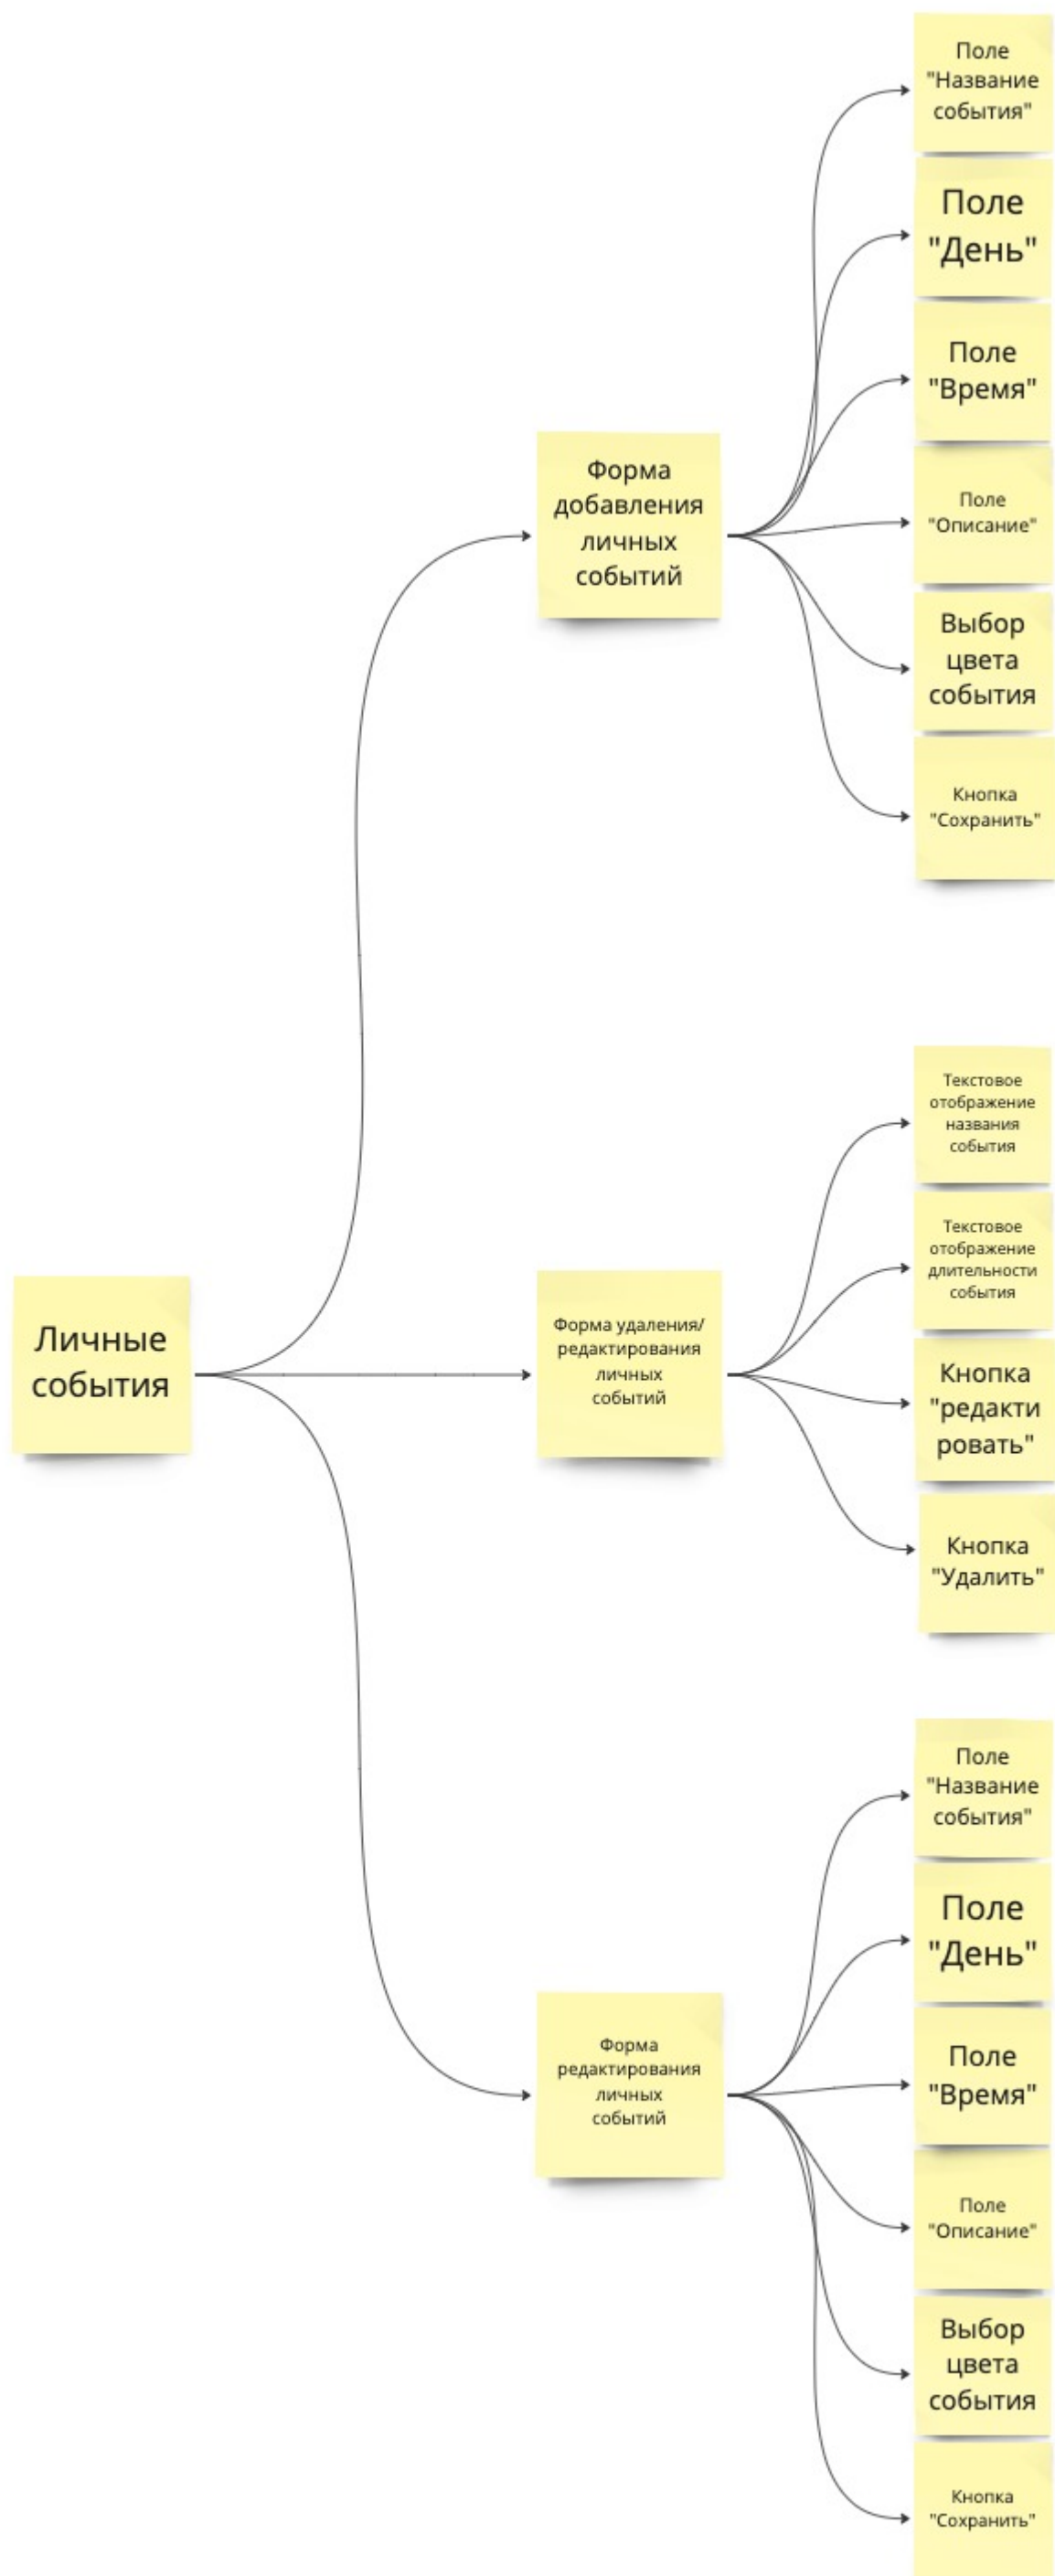 Личные
события
Форма
добавления
личных
событий
Поле
"Название
события"
Поле
"День"
Поле
"Время"
Поле
"Описание"
Выбор
цвета
события
Кнопка
"Сохранить"
Форма удаления/
редактирования
личных
событий
Текстовое
отображение
названия
события
Текстовое
отображение
длительности
события
Кнопка
"редакти
ровать"
Кнопка
"Удалить"
Форма
редактирования
личных
событий
Поле
"Название
события"
Поле
"День"
Поле
"Время"
Поле
"Описание"
Выбор
цвета
события
Кнопка
"Сохранить"